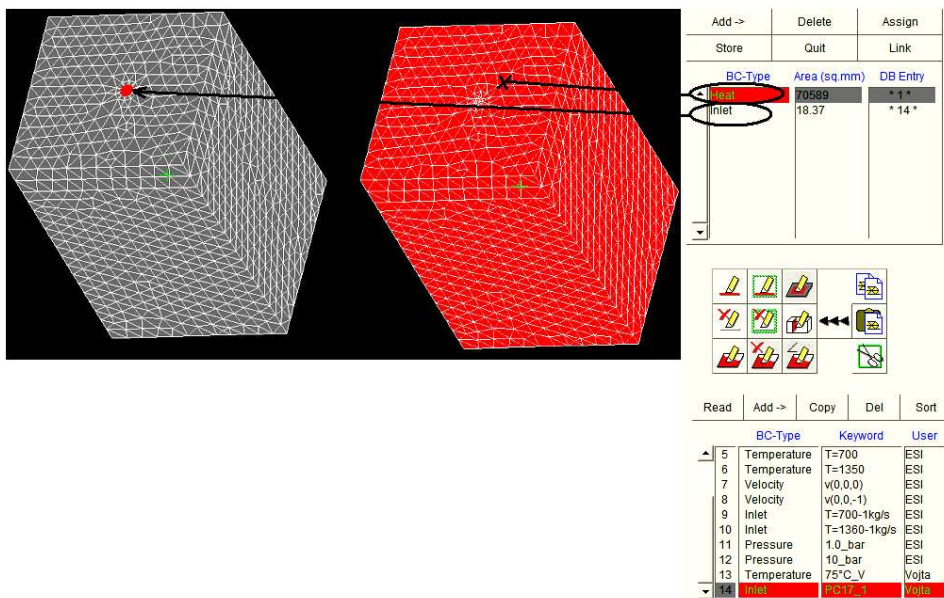 Add -> Delete Assign
Store Quit Link
BC-Type Area (sq.mm) DB Entry
Heat 70589 * 1 *
Inlet 18.37 * 14 *
Read Add -> Copy Del Sort
BC-Type Keyword User
5 Temperature T=700 ESI
6 Temperature T=1350 ESI
7 Velocity v(0,0,0) ESI
8 Velocity v(0,0,-1) ESI
9 Inlet T=700-1kg/s ESI
10 Inlet T=1360-1kg/s ESI
11 Pressure 1.0_bar ESI
12 Pressure 10_bar ESI
13 Temperature 75°C_V Vojta
14 Inlet PC17_1 Vojta